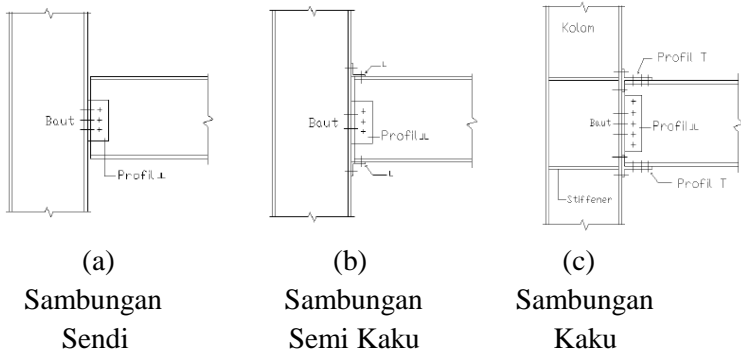 Baut
Profil ⅃L
(a)
Sambungan
Sendi
L
Baut
Profil ⅃L
L
(b)
Sambungan
Semi Kaku
Kolom
Profil T
Baut
Profil ⅃L
Profil T
Stiffener
(c)
Sambungan
Kaku